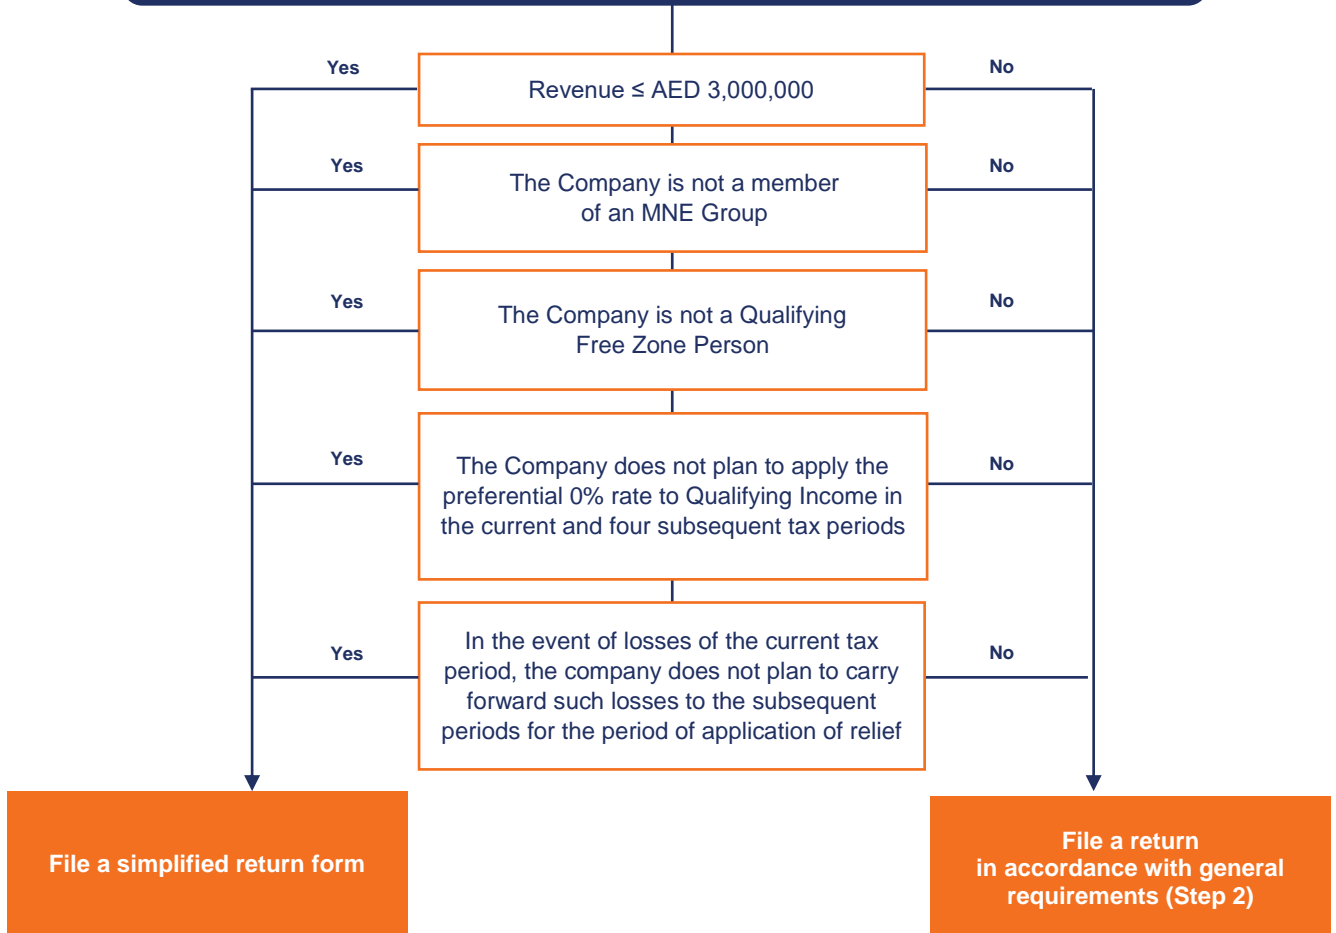 Yes
Revenue ≤ AED 3,000,000
No
Yes
The Company is not a member
of an MNE Group
No
Yes
The Company is not a Qualifying
Free Zone Person
No
Yes
The Company does not plan to apply the
preferential 0% rate to Qualifying Income in
the current and four subsequent tax periods
No
Yes
In the event of losses of the current tax
period, the company does not plan to carry
forward such losses to the subsequent
periods for the period of application of relief
No
File a simplified return form
File a return
in accordance with general
requirements (Step 2)